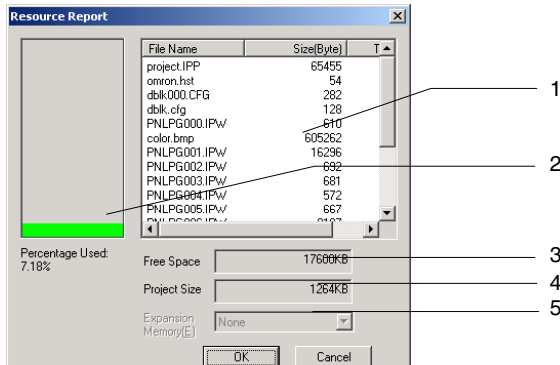 Resource Report
File Name Size(Byte) T
project.IPP 65455
omron.hst 54
dblk000.CFG 282
dblk.cfg 128
PNLPG000.IPW 610
color.bmp 605262
PNLPG001.IPW 16296
PNLPG002.IPW 692
PNLPG003.IPW 681
PNLPG004.IPW 572
PNLPG005.IPW 667
Percentage Used:
7.18%
Free Space 17600KB
Project Size 1264KB
Expansion
Memory(E) None
OK Cancel
1
2
3
4
5